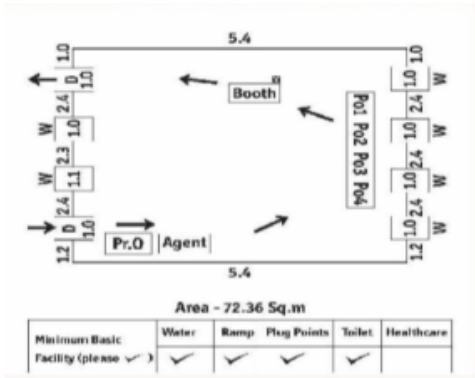 5.4
1.0
D
1.0
2.4
W
1.0
2.3
W
1.1
2.4
D
1.0
1.2
Booth
Po1 Po2 Po3 Po4
1.0
1.0
W
2.4
1.0
W
2.4
1.0
W
2.4
1.0
W
1.2
Pr.O
Agent
5.4
Area - 72.36 Sq.m
Minimum Basic
Facility (please ✓ )
Water
Ramp
Plug Points
Toilet
Healthcare
✓
✓
✓
✓